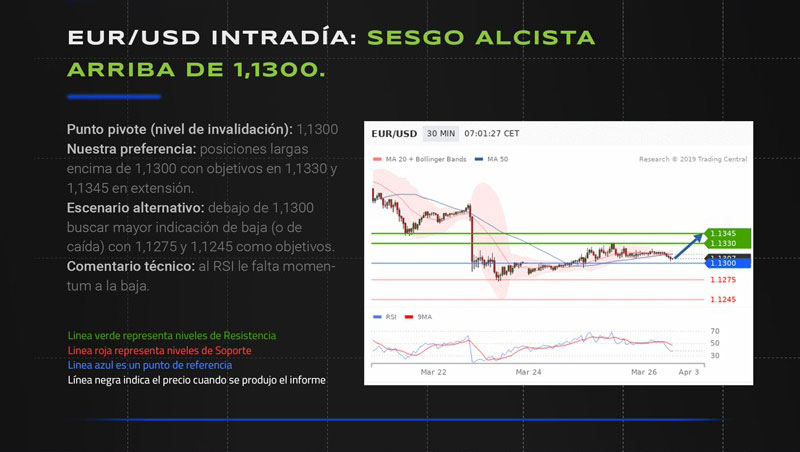 EUR/USD INTRADÍA: SESGO ALCISTA
ARRIBA DE 1,1300.
Punto pivote (nivel de invalidación): 1,1300
Nuestra preferencia: posiciones largas
encima de 1,1300 con objetivos en 1,1330 y
1,1345 en extensión.
Escenario alternativo: debajo de 1,1300
buscar mayor indicación de baja (o de
caída) con 1,1275 y 1,1245 como objetivos.
Comentario técnico: al RSI le falta momen-
tum a la baja.
Linea verde representa niveles de Resistencia
Linea roja representa niveles de Soporte
Linea azul es un punto de referencia
Línea negra indica el precio cuando se produjo el informe
EUR/USD 30 MIN 07:01:27 CET
MA 20 + Bollinger Bands MA 50 Research © 2019 Trading Central
1.1345
1.1330
1.1300
1.1275
1.1245
RSI 9MA
70
50
30
Mar 22 Mar 24 Mar 26 Apr 3